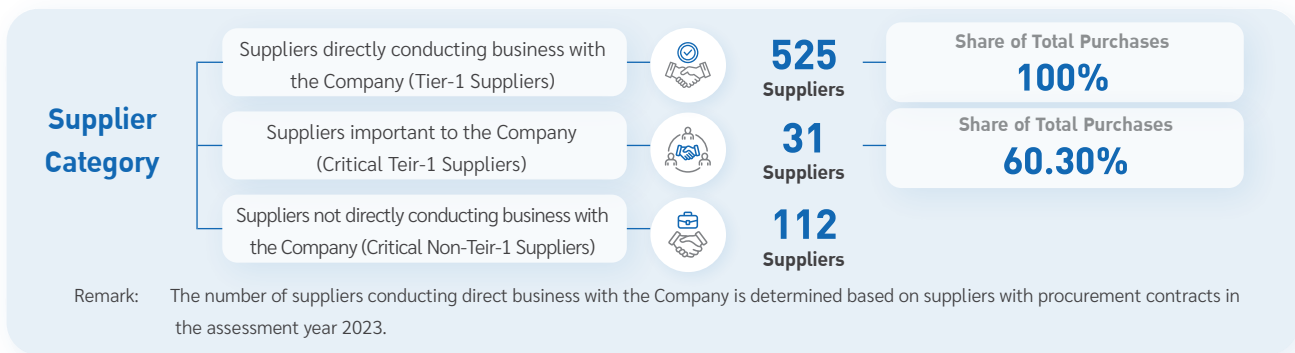 Supplier
Category
Suppliers directly conducting business with
the Company (Tier-1 Suppliers)
525
Suppliers
Share of Total Purchases
100%
Suppliers important to the Company
(Critical Teir-1 Suppliers)
31
Suppliers
Share of Total Purchases
60.30%
Suppliers not directly conducting business with
the Company (Critical Non-Teir-1 Suppliers)
112
Suppliers
Remark: The number of suppliers conducting direct business with the Company is determined based on suppliers with procurement contracts in
the assessment year 2023.